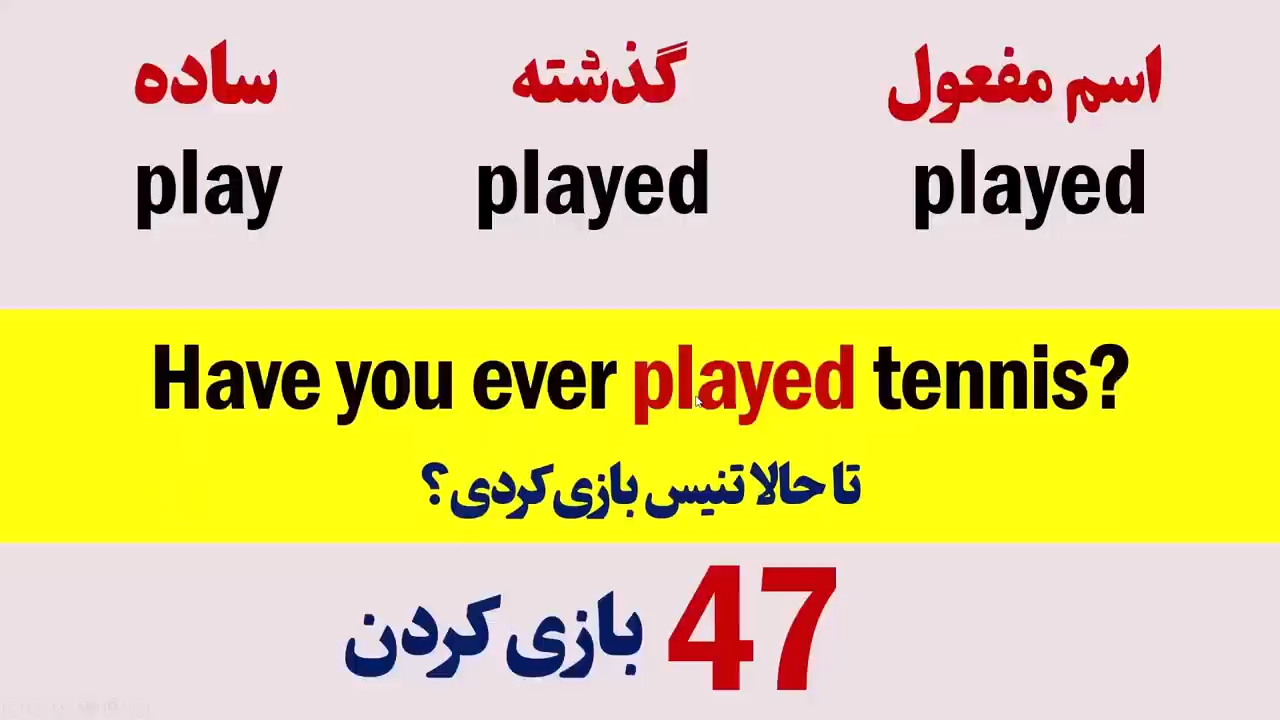 ساده گذشته اسم مفعول
play played played
Have you ever played tennis?
تا حالا تنیس بازی کردی؟
47 بازی کردن